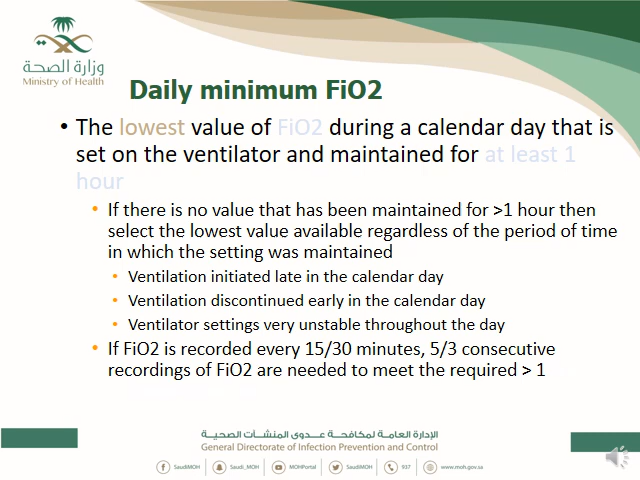 وزارة الصحة
Ministry of Health
Daily minimum FiO2
• The lowest value of FiO2 during a calendar day that is
set on the ventilator and maintained for at least 1
hour
• If there is no value that has been maintained for >1 hour then
select the lowest value available regardless of the period of time
in which the setting was maintained
• Ventilation initiated late in the calendar day
• Ventilation discontinued early in the calendar day
• Ventilator settings very unstable throughout the day
• If FiO2 is recorded every 15/30 minutes, 5/3 consecutive
recordings of FiO2 are needed to meet the required > 1
الإدارة العامة لمكافحة عدوى المنشآت الصحية
General Directorate of Infection Prevention and Control
SaudiMOH Saudi_MOH MOHPortal SaudiMOH 937 www.moh.gov.sa